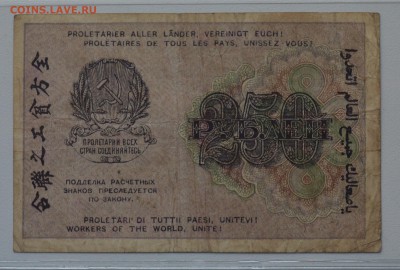 COINS.LAVE.RU
PROLETARIER ALLER LÄNDER, VEREINIGT EUCH!
PROLETAIRES DE TOUS LES PAYS, UNISSEZ-VOUS!
ПРОЛЕТАРИИ ВСЕХ
СТРАН СОЕДИНЯЙТЕСЬ
250
РУБЛЕЙ
ПОДДЕЛКА РАСЧЕТНЫХ
ЗНАКОВ ПРЕСЛЕДУЕТСЯ
ПО ЗАКОНУ.
PROLETARI DI TUTTI PAESI, UNITEVI!
WORKERS OF THE WORLD, UNITE!